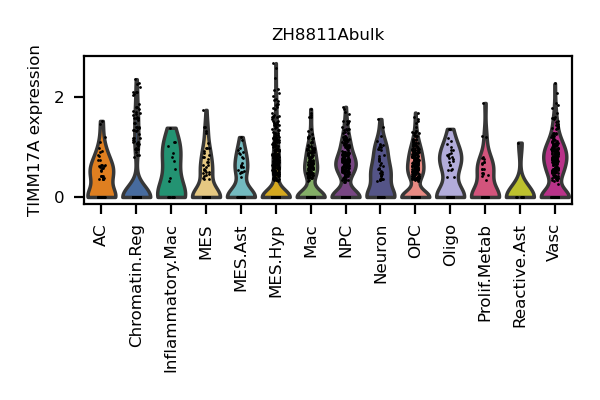 ZH8811Abulk
TIMM17A expression
2
0
AC
Chromatin.Reg
Inflammatory.Mac
MES
MES.Ast
MES.Hyp
Mac
NPC
Neuron
OPC
Oligo
Prolif.Metab
Reactive.Ast
Vasc